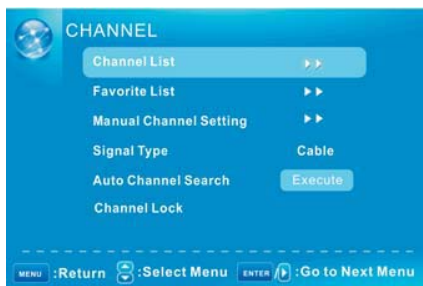 CHANNEL
Channel List
Favorite List
Manual Channel Setting
Signal Type Cable
Auto Channel Search Execute
Channel Lock
MENU :Return :Select Menu ENTER / :Go to Next Menu